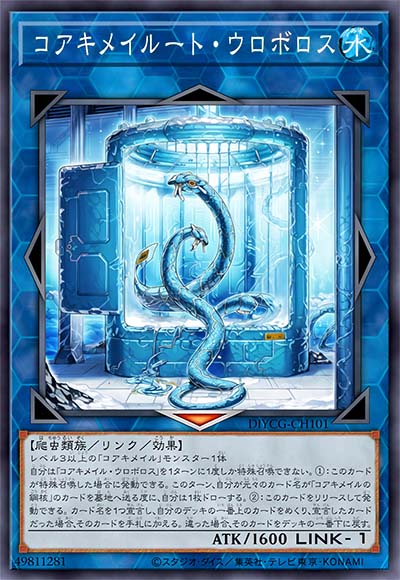 コアキメイルート・ウロボロス
水
DIYCG-CH101
【爬虫類族／リンク／効果】
レベル3以上の「コアキメイル」モンスター1体
自分は「コアキメイル・ウロボロス」を1ターンに1度しか特殊召喚できない。①：このカード
が特殊召喚した場合に発動できる。このターン、自分が元々のカード名が「コアキメイルの
鋼核」のカードを墓地へ送る度に、自分は1枚ドローする。②：このカードをリリースして発
動できる。カード名を1つ宣言し、自分のデッキの一番上のカードをめくり、宣言したカード
だった場合、そのカードを手札に加える。違った場合、そのカードをデッキの一番下に戻す。
ATK/1600 LINK-1
49811281
©スタジオ・ダイス／集英社・テレビ東京・KONAMI